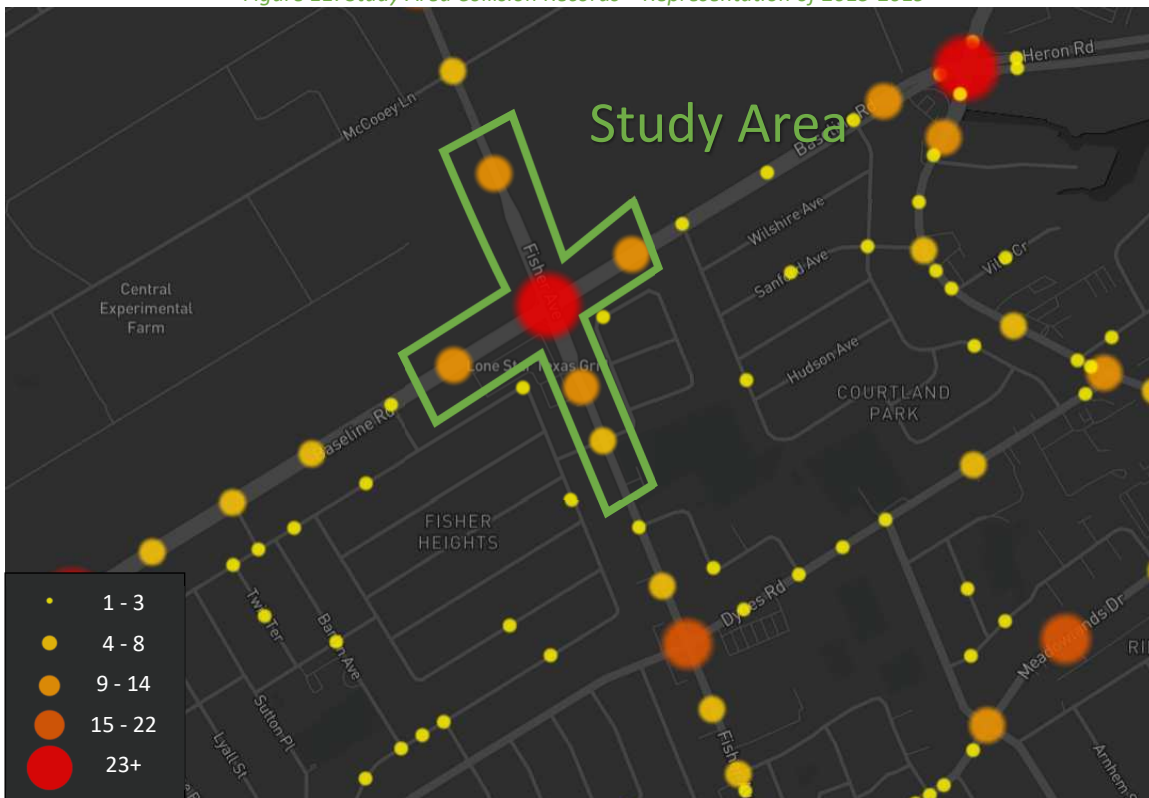 Heron Rd
McCooey Ln
Study Area
Baseline Rd
Wilshire Ave
Fisher Ave
Sanford Ave
Central
Experimental
Farm
Lone Star Texas Grill
Hudson Ave
COURTLAND
PARK
Baseline Rd
FISHER
HEIGHTS
1 - 3
4 - 8
9 - 14
15 - 22
23+
Dynes Rd
Meadowlands Dr
Sutton Pl
Lyall St